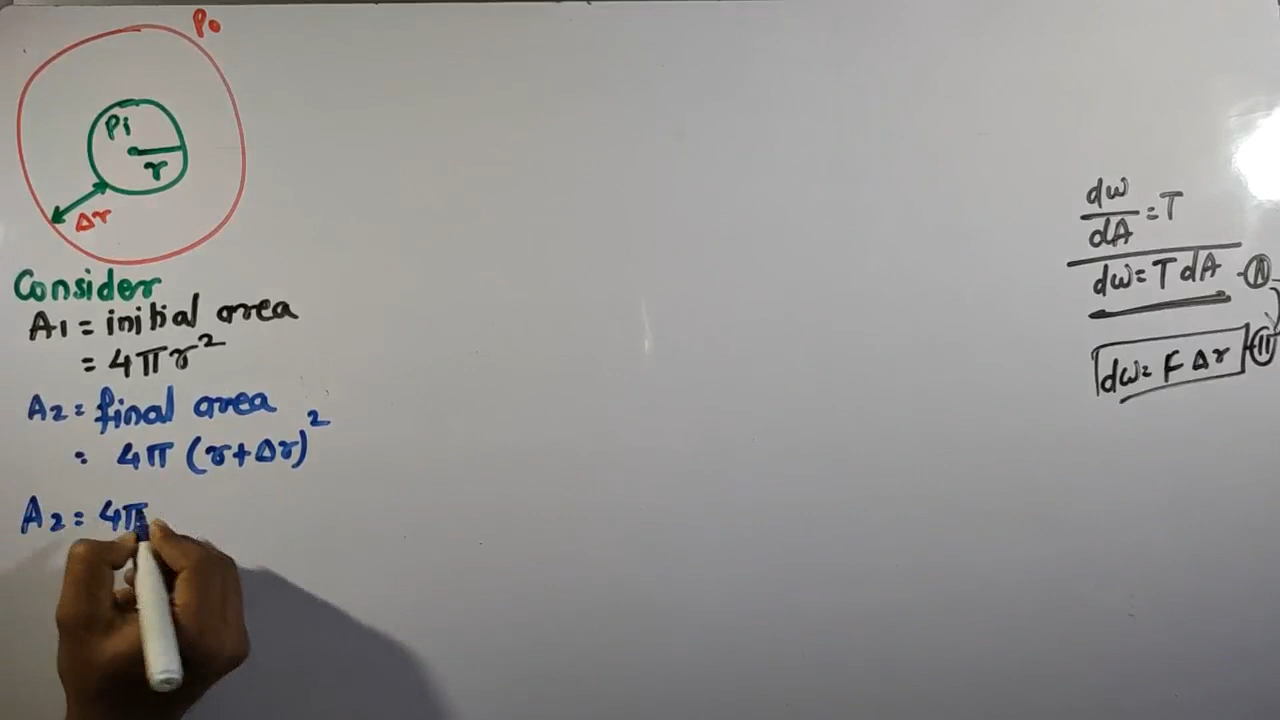 Po
Pi
r
Δr
Consider
A1 = initial area
= 4πr²
A2 = final area
= 4π (r+Δr)²
A2 = 4π
dw/dA = T
dw = T dA - I
dw = F Δr - II